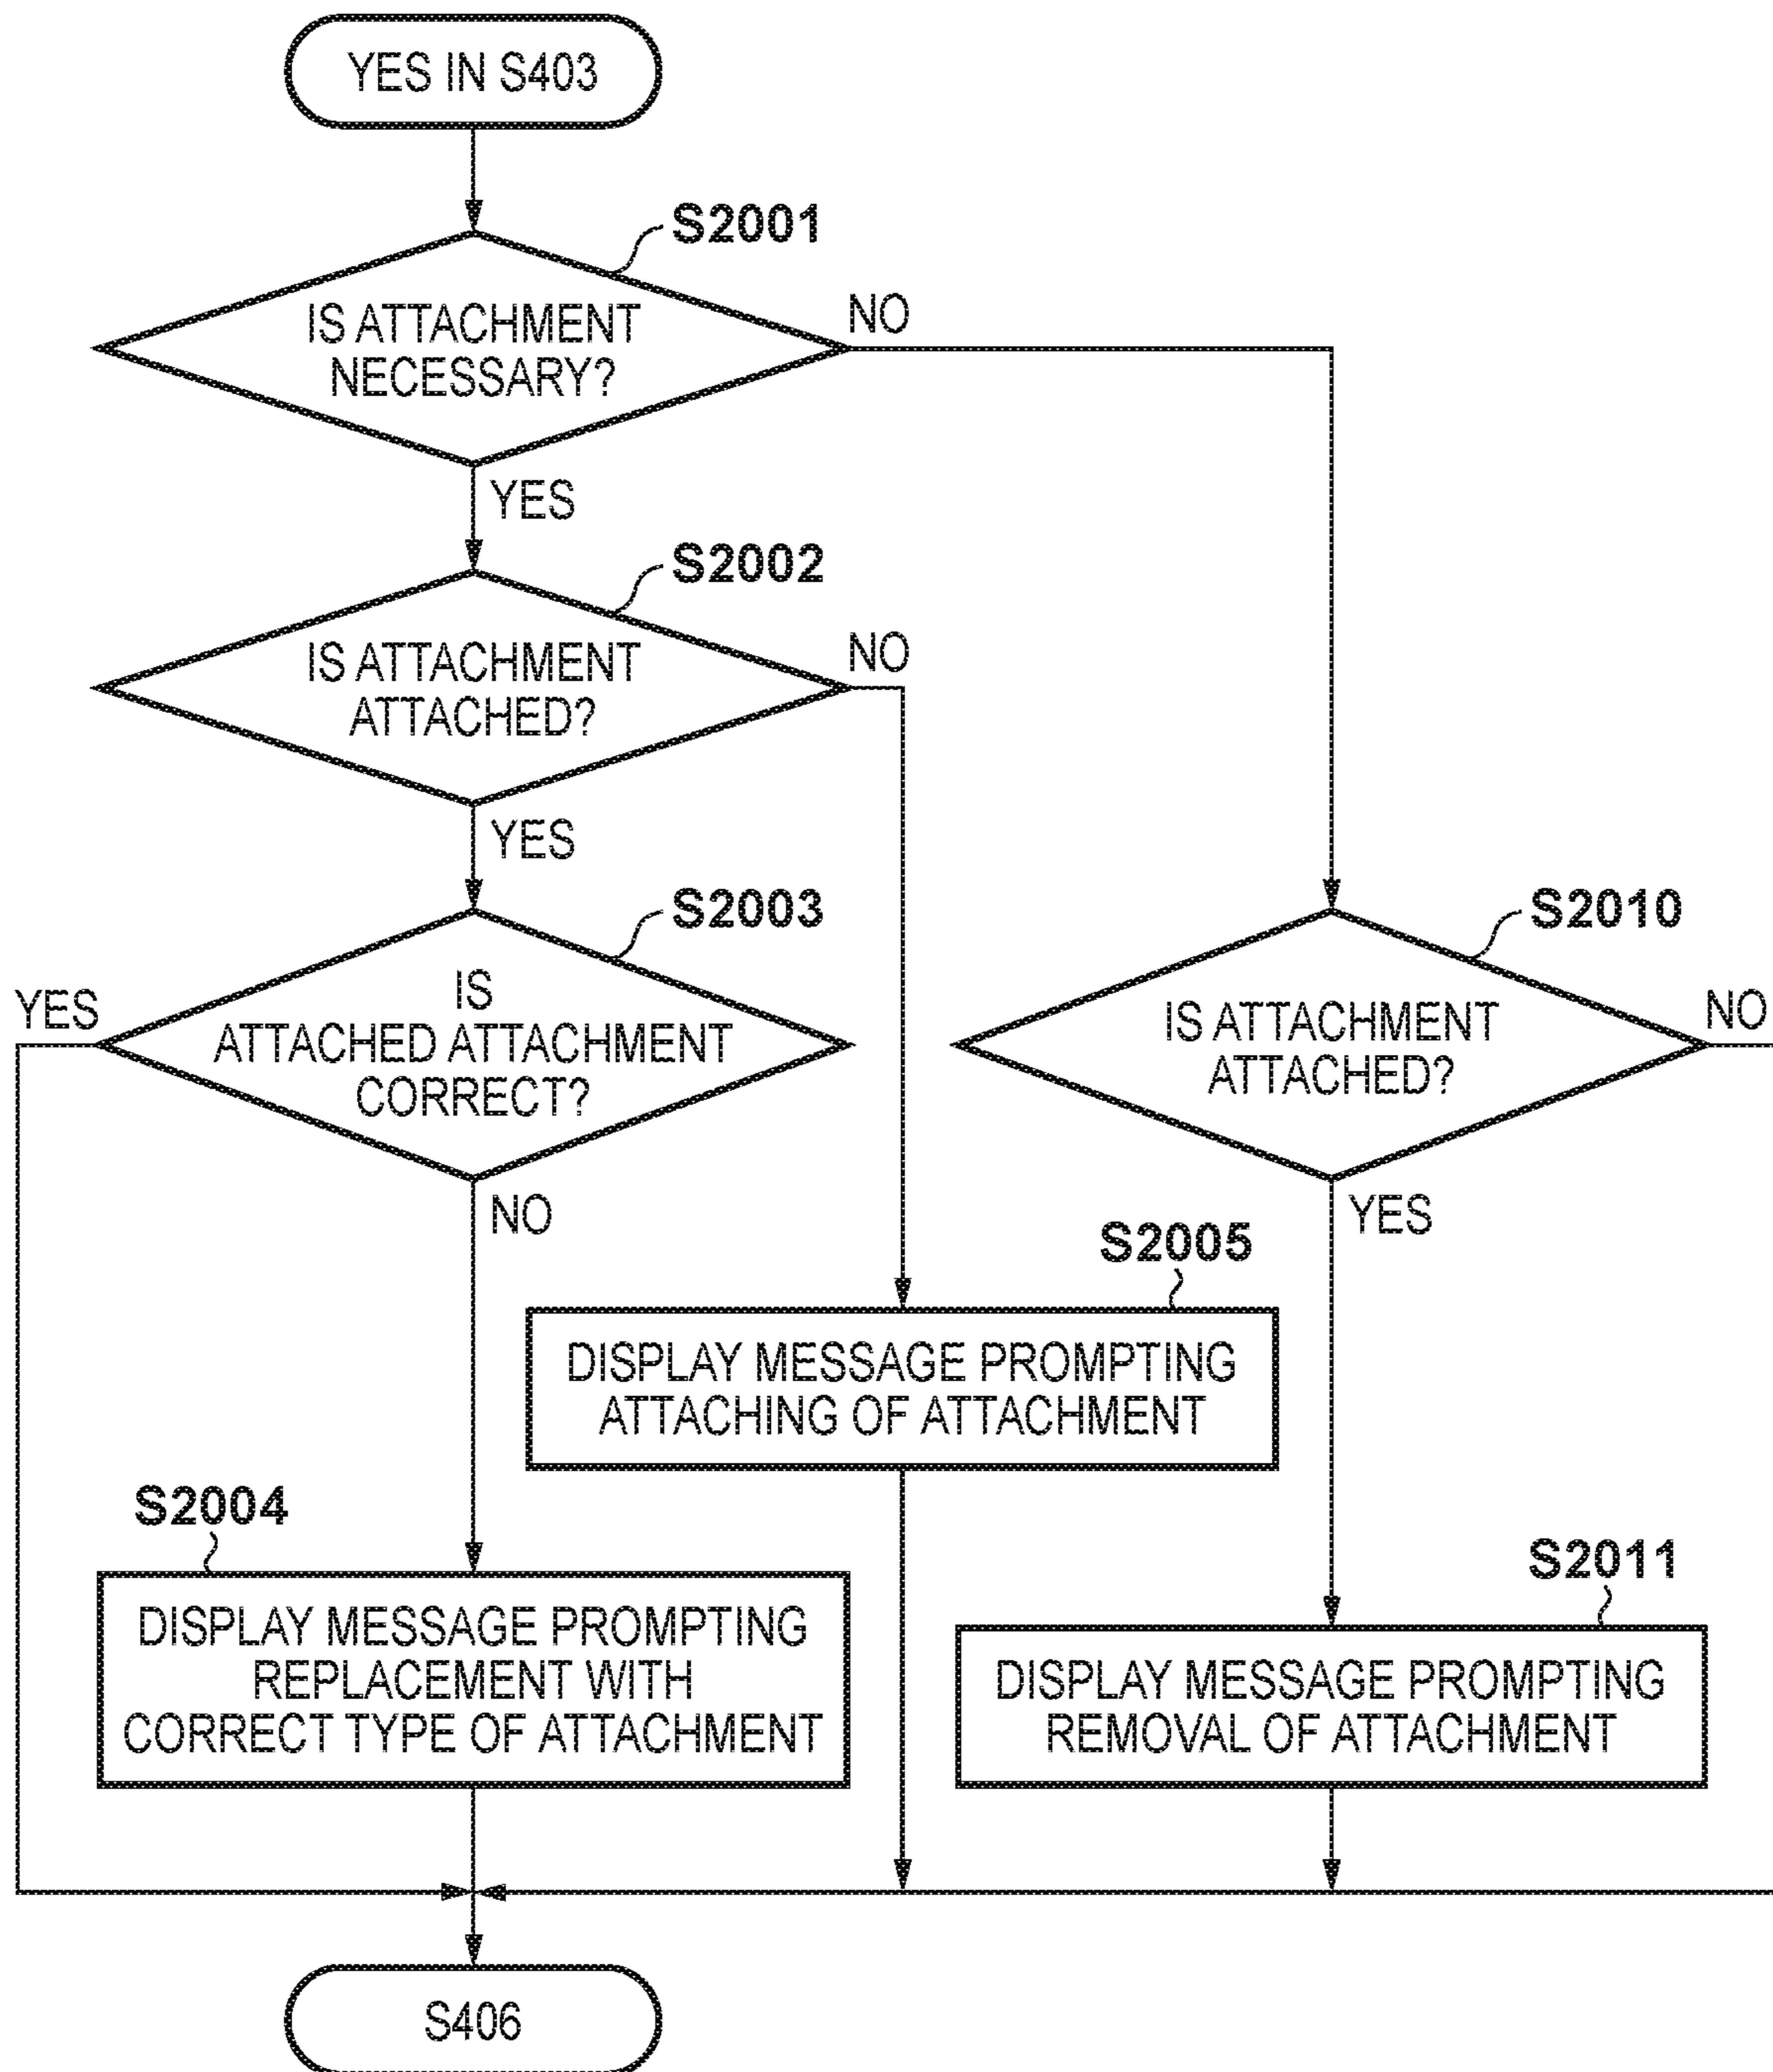 YES IN S403
S2001
IS ATTACHMENT
NECESSARY?
NO
YES
S2002
IS ATTACHMENT
ATTACHED?
NO
YES
S2003
IS
ATTACHED ATTACHMENT
CORRECT?
YES
NO
S2010
IS ATTACHMENT
ATTACHED?
NO
YES
S2005
DISPLAY MESSAGE PROMPTING
ATTACHING OF ATTACHMENT
S2004
DISPLAY MESSAGE PROMPTING
REPLACEMENT WITH
CORRECT TYPE OF ATTACHMENT
S2011
DISPLAY MESSAGE PROMPTING
REMOVAL OF ATTACHMENT
S406